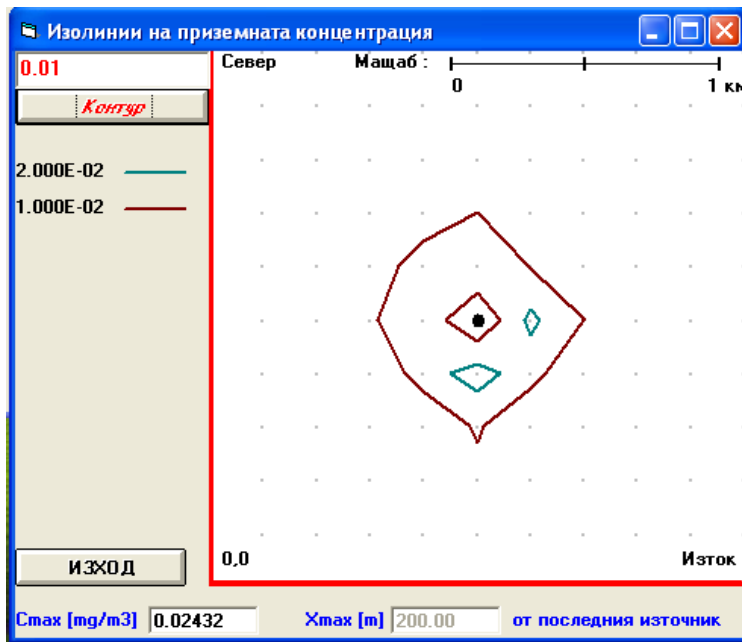 Изолинии на приземната концентрация
0.01
Контур
Север
Мащаб :
0
1 км
2.000E-02
1.000E-02
ИЗХОД
0,0
Изток
Cmax [mg/m3] 0.02432 Xmax [m] 200.00 от последния източник